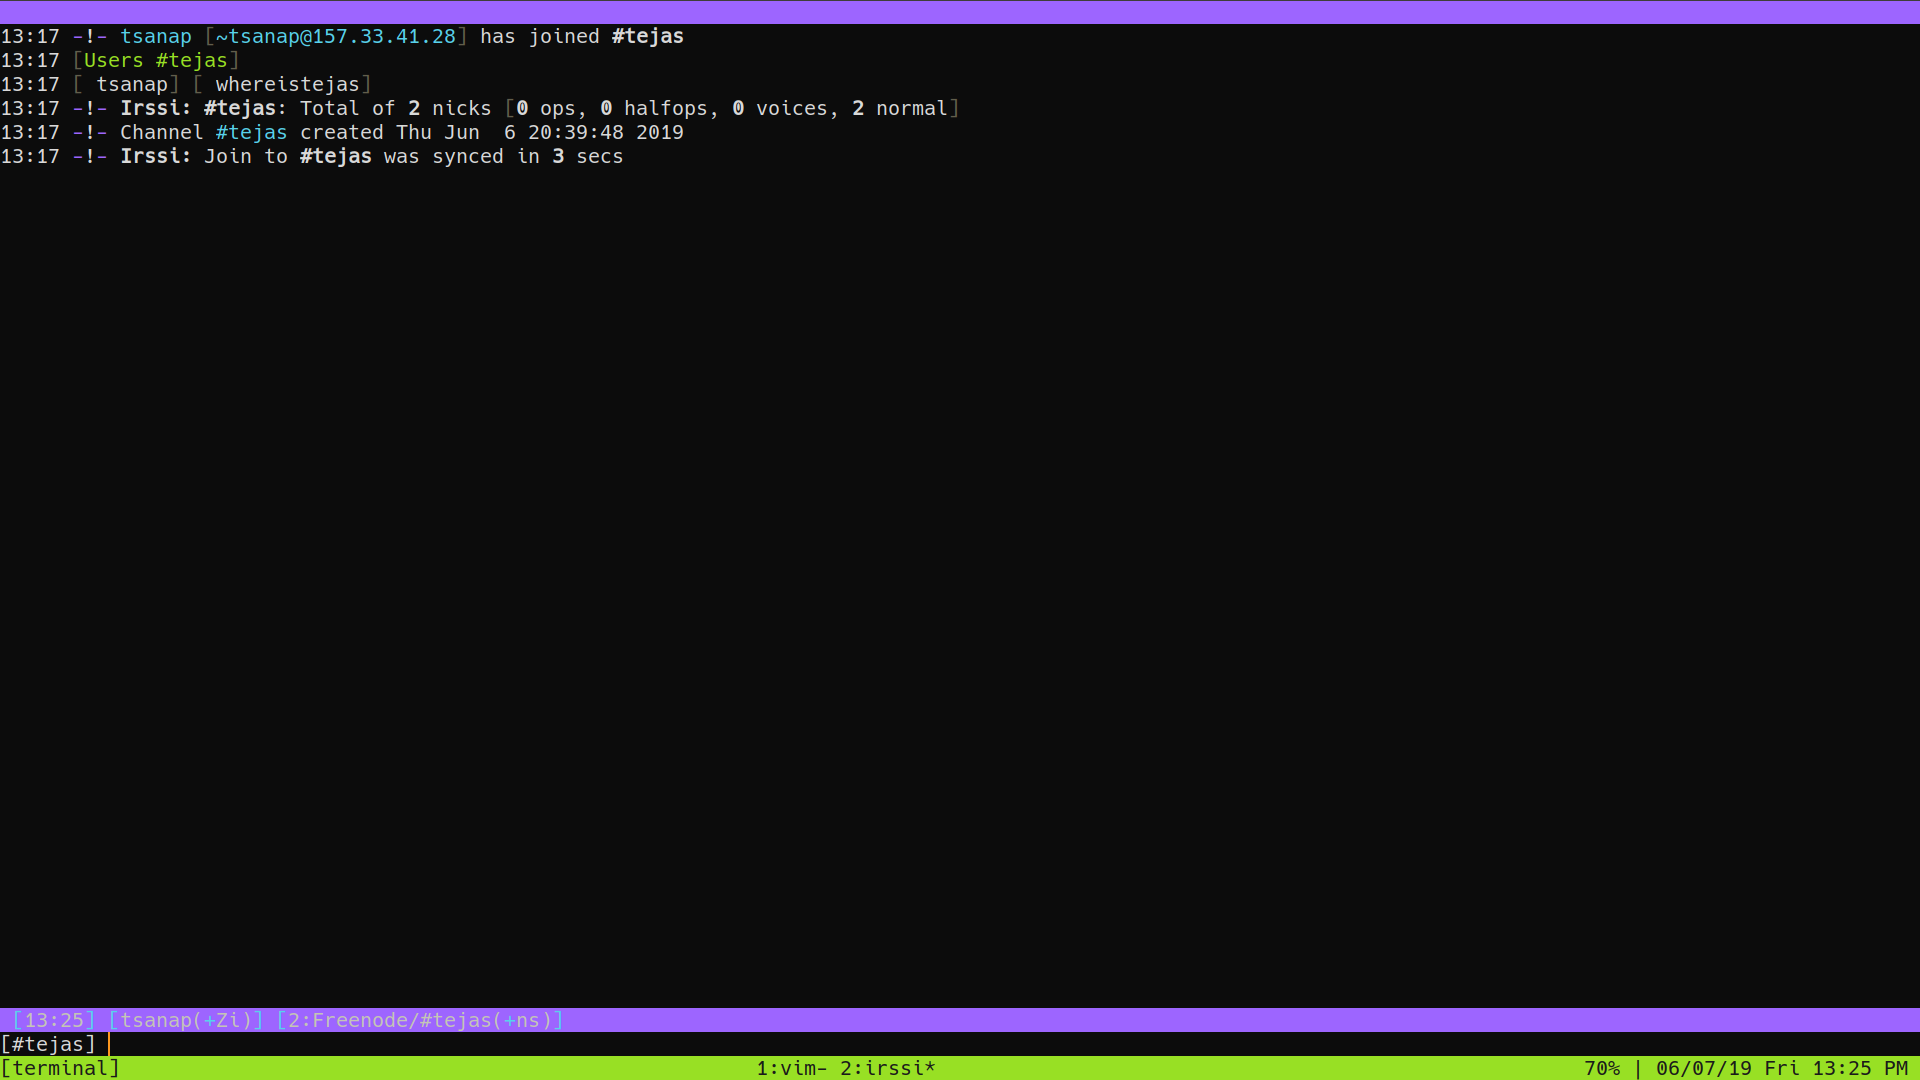 13:17 -!- tsanap [~tsanap@157.33.41.28] has joined #tejas
13:17 [Users #tejas]
13:17 [ tsanap] [ whereistejas]
13:17 -!- Irssi: #tejas: Total of 2 nicks [0 ops, 0 halfops, 0 voices, 2 normal]
13:17 -!- Channel #tejas created Thu Jun  6 20:39:48 2019
13:17 -!- Irssi: Join to #tejas was synced in 3 secs
[13:25] [tsanap(+Zi)] [2:Freenode/#tejas(+ns)]
[#tejas]
[terminal] 1:vim- 2:irssi* 70% | 06/07/19 Fri 13:25 PM